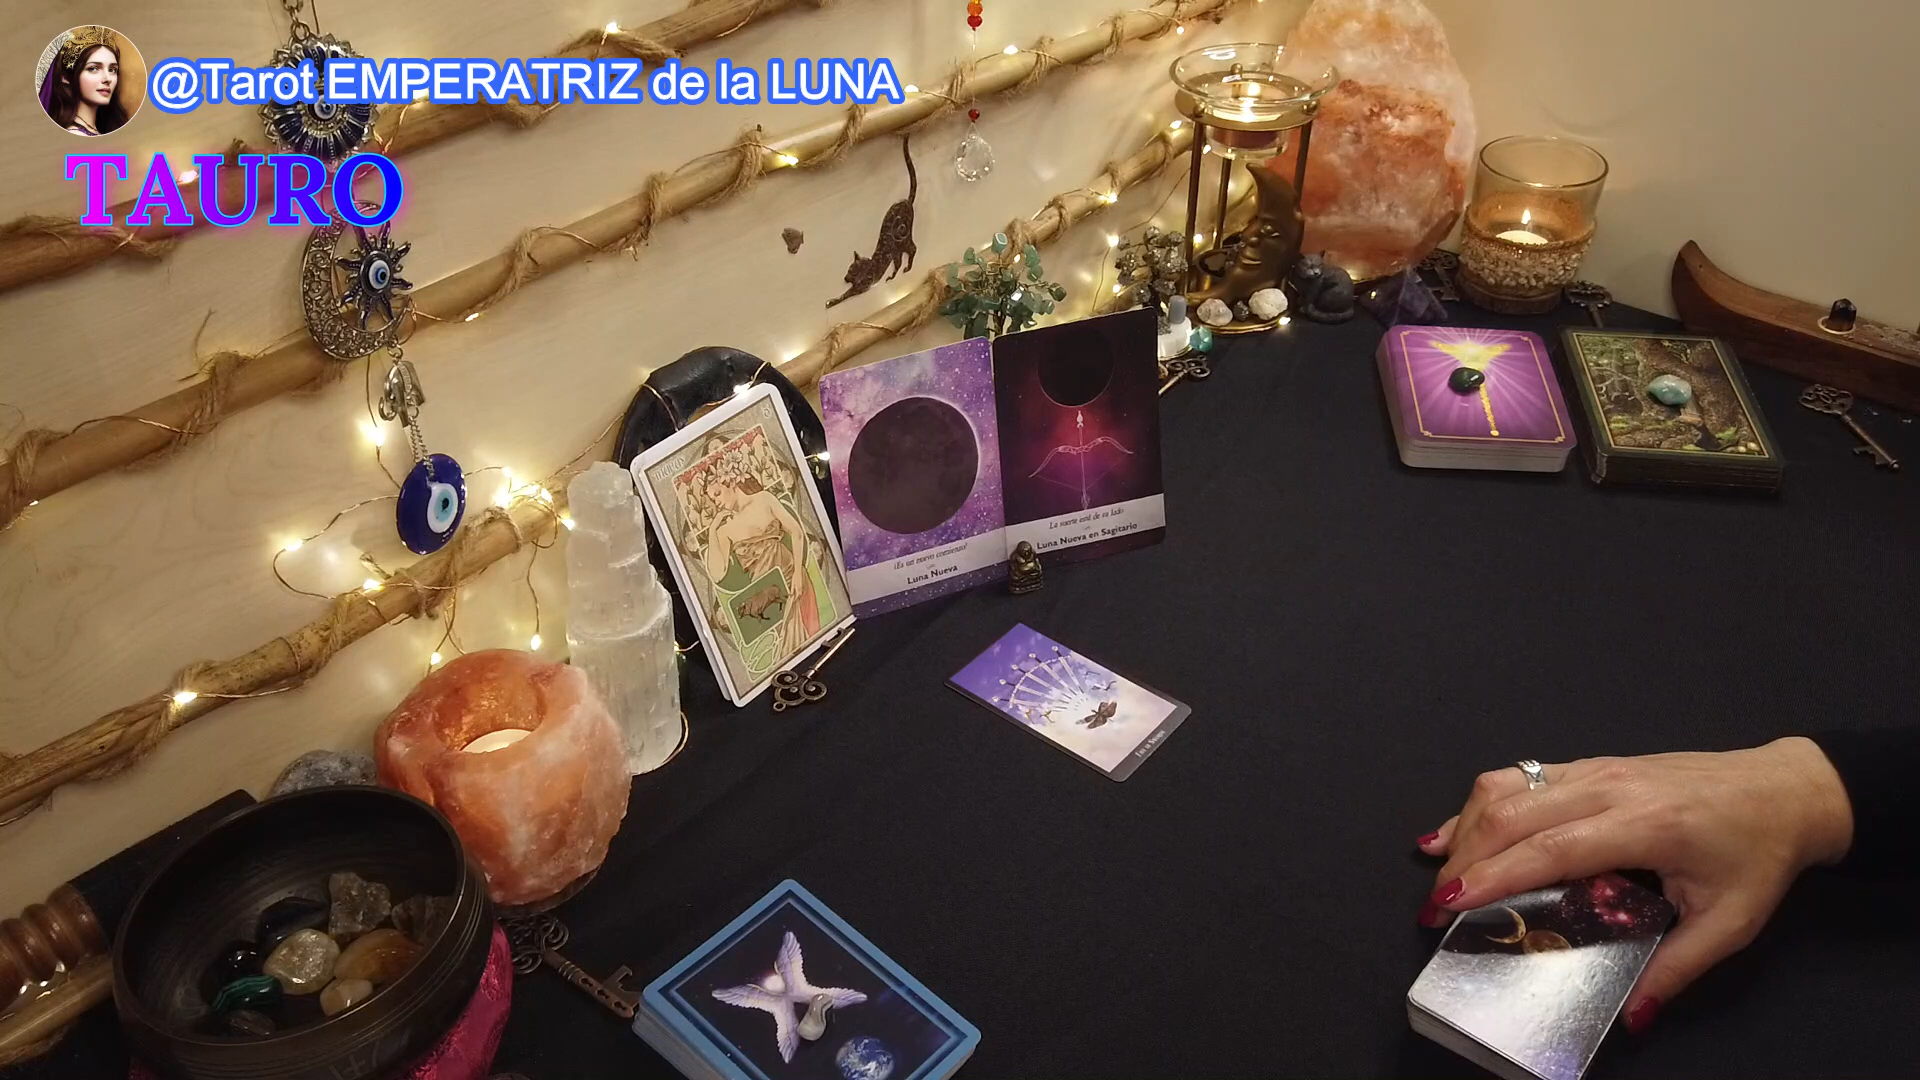 @Tarot EMPERATRIZ de la LUNA
TAURO
¡Es un nuevo comienzo!
Luna Nueva
La suerte está de su lado
Luna Nueva en Sagitario